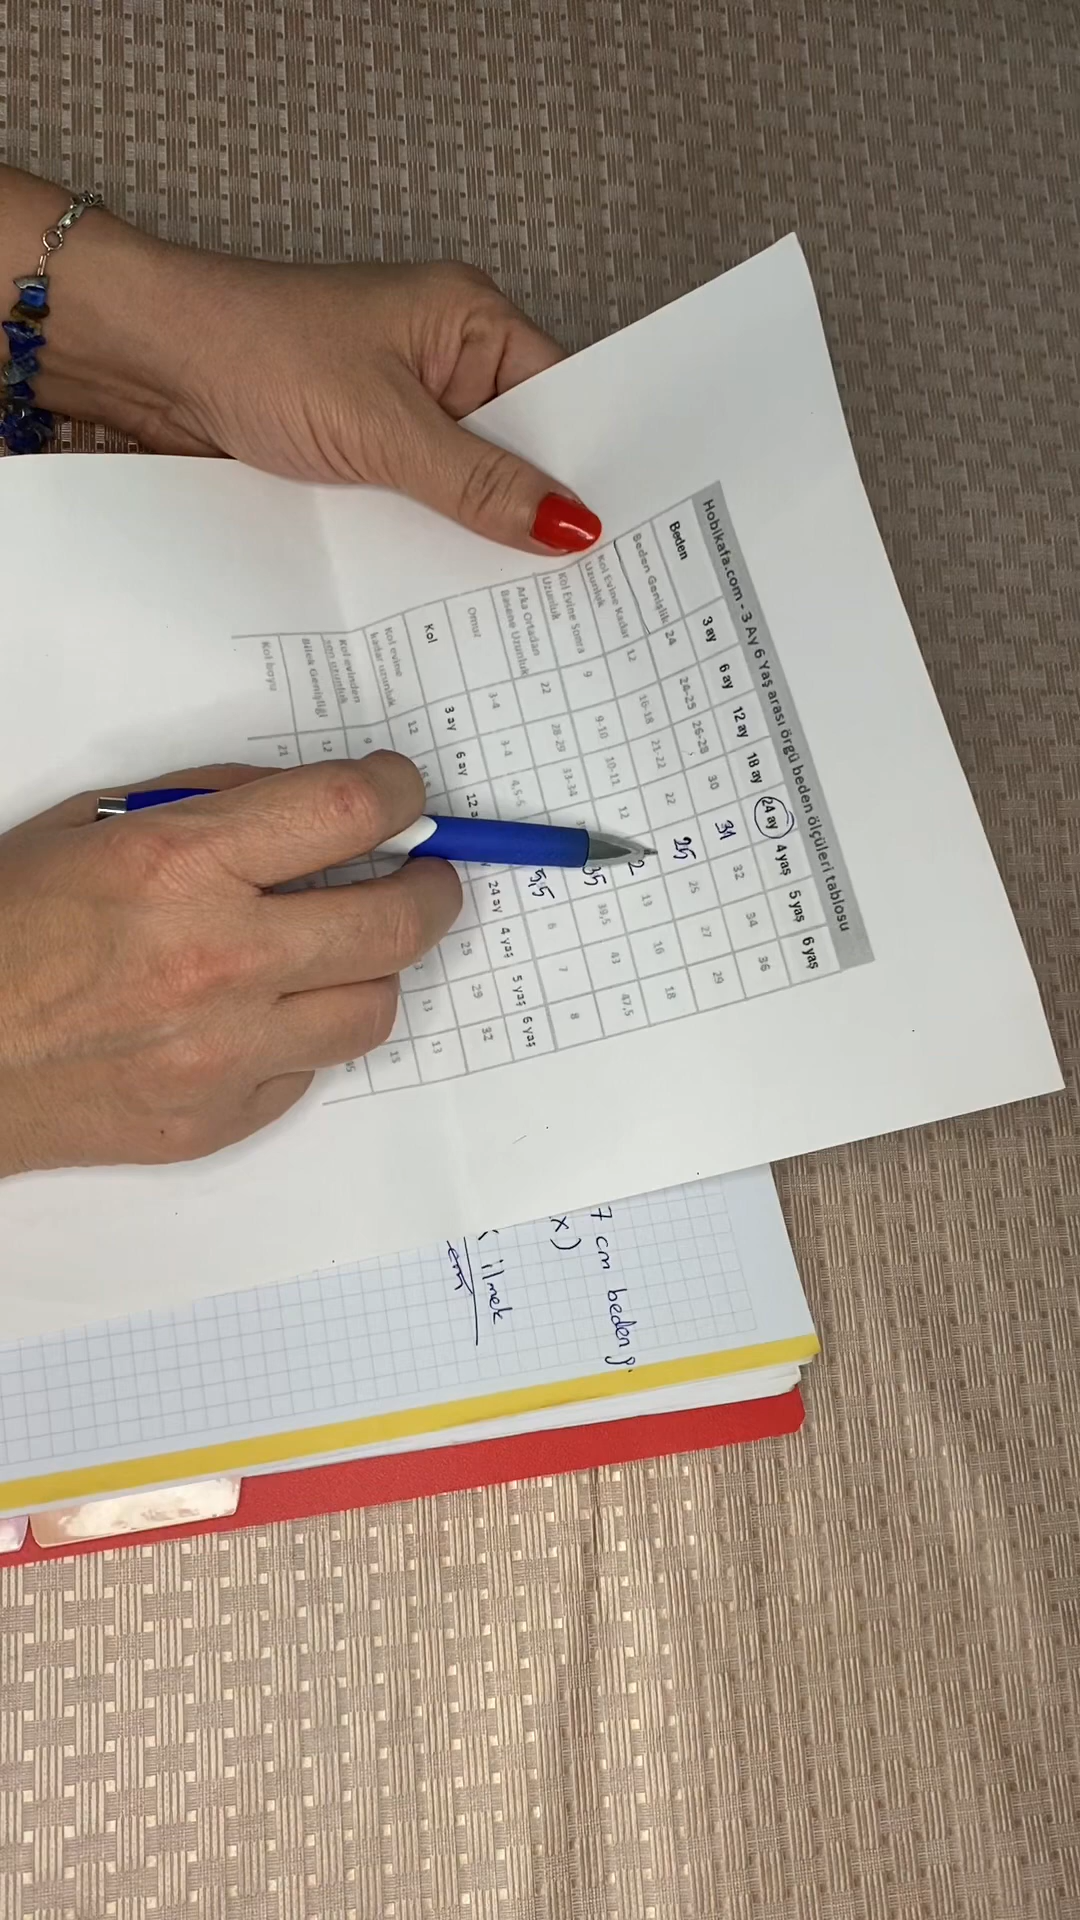 Hobikafa.com - 3 Ay 6 Yaş arası örgü beden ölçüleri tablosu
Beden 3 ay 6 ay 12 ay 18 ay 24 ay 4 yaş 5 yaş 6 yaş
Beden Genişlik 24 24-25 26-28 30 31 32 34 36
Kol Evine Kadar Uzunluk 12 16-18 21-22 22 25 25 27 29
Kol Evine Sonra Uzunluk 9 9-10 10-11 12 2 13 16 18
Arka Ortadan Basene Uzunluk 22 28-29 33-34 35 39,5 43 47,5
Omuz 3-4 3-4 4,5-5 5,5 6 7 8
Kol 3 ay 6 ay 12 24 ay 4 yaş 5 yaş 6 yaş
Kol evine kadar uzunluk 12 25 29 32
Kol evinden son uzunluk 9 13 13
Bilek Genişliği 12 15
Kol boyu 21
7 cm beden g.
x)
ilmek